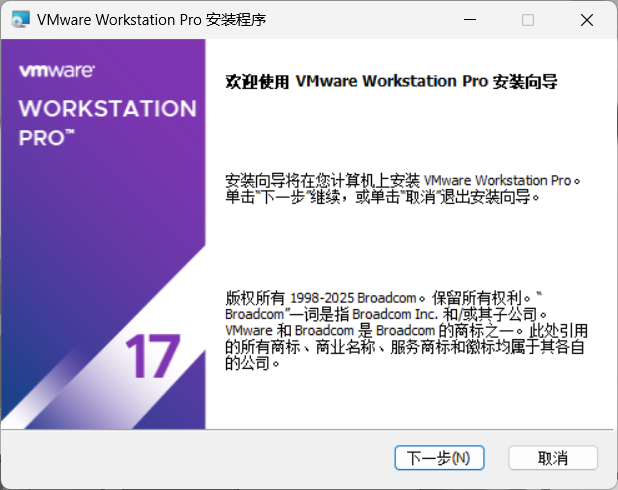 VMware Workstation Pro 安装程序
vmware
WORKSTATION
PRO™
17
欢迎使用 VMware Workstation Pro 安装向导
安装向导将在您计算机上安装 VMware Workstation Pro。
单击“下一步”继续，或单击“取消”退出安装向导。
版权所有 1998-2025 Broadcom。保留所有权利。“
Broadcom”一词是指 Broadcom Inc. 和/或其子公司。
VMware 和 Broadcom 是 Broadcom 的商标之一。此处引用
的所有商标、商业名称、服务商标和徽标均属于其各自
的公司。
下一步(N)
取消